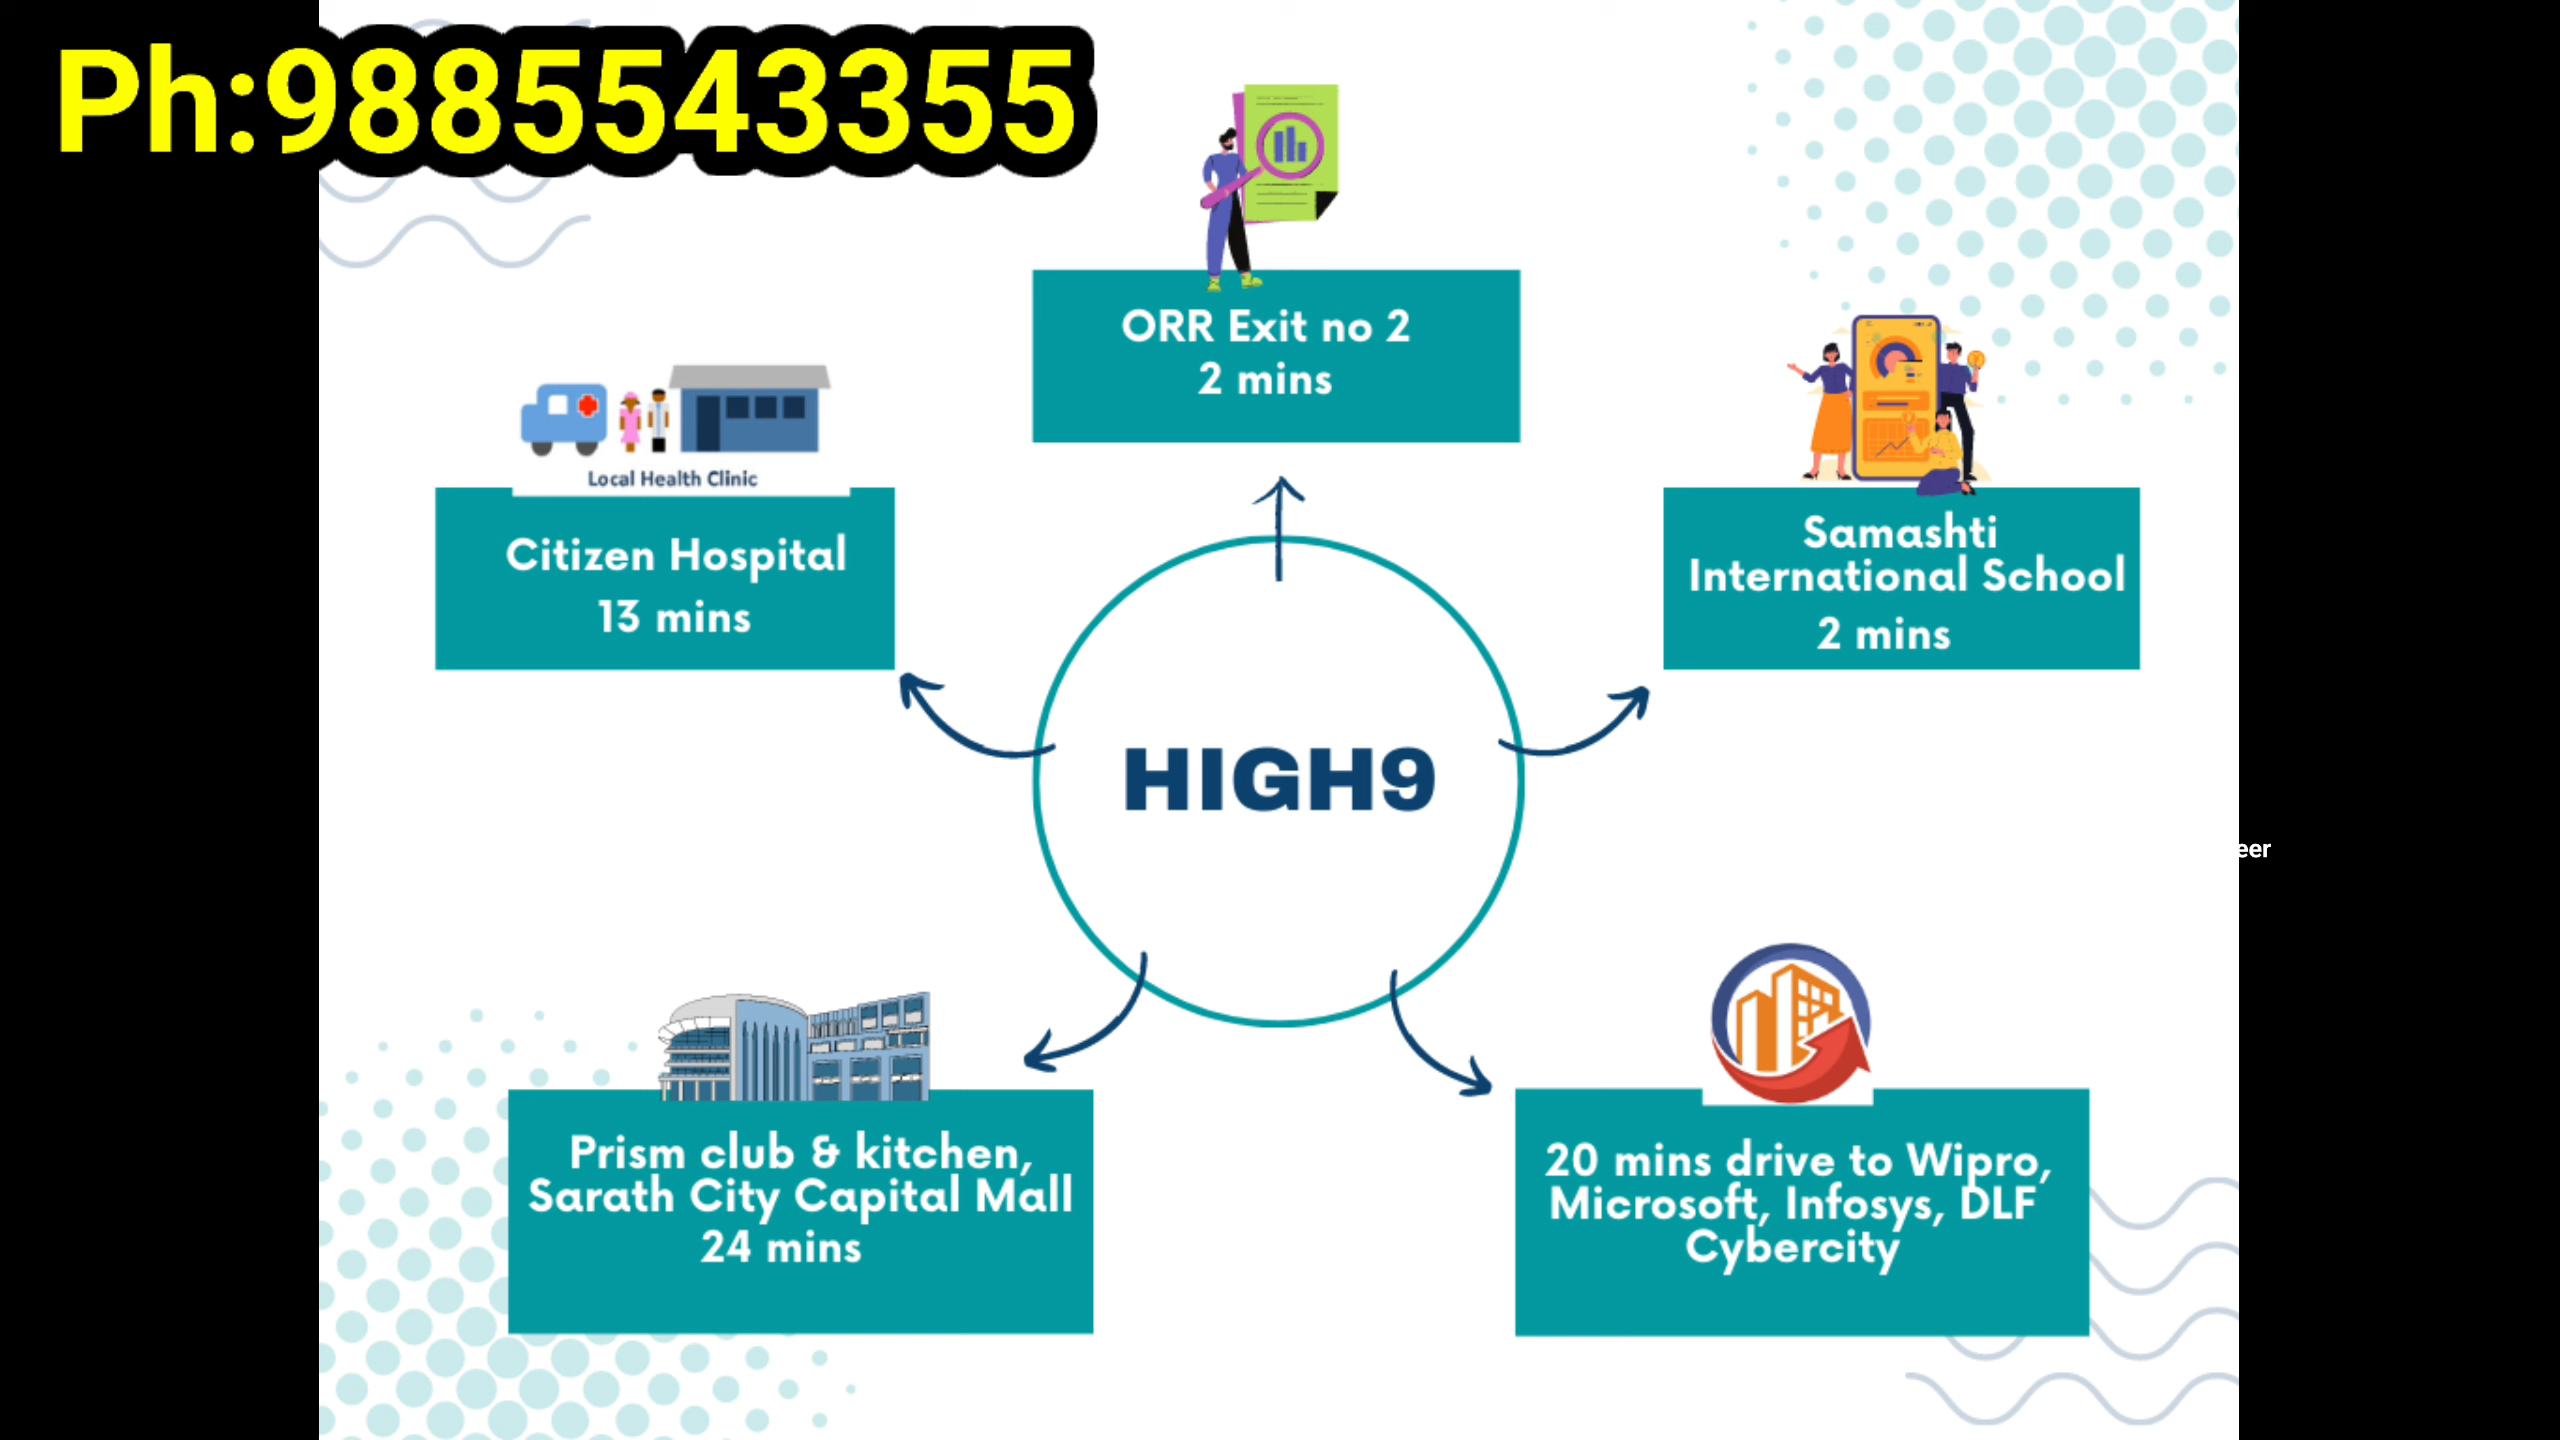 Ph:9885543355
ORR Exit no 2
2 mins
Local Health Clinic
Citizen Hospital
13 mins
Samashti
International School
2 mins
HIGH9
eer
Prism club & kitchen,
Sarath City Capital Mall
24 mins
20 mins drive to Wipro,
Microsoft, Infosys, DLF
Cybercity